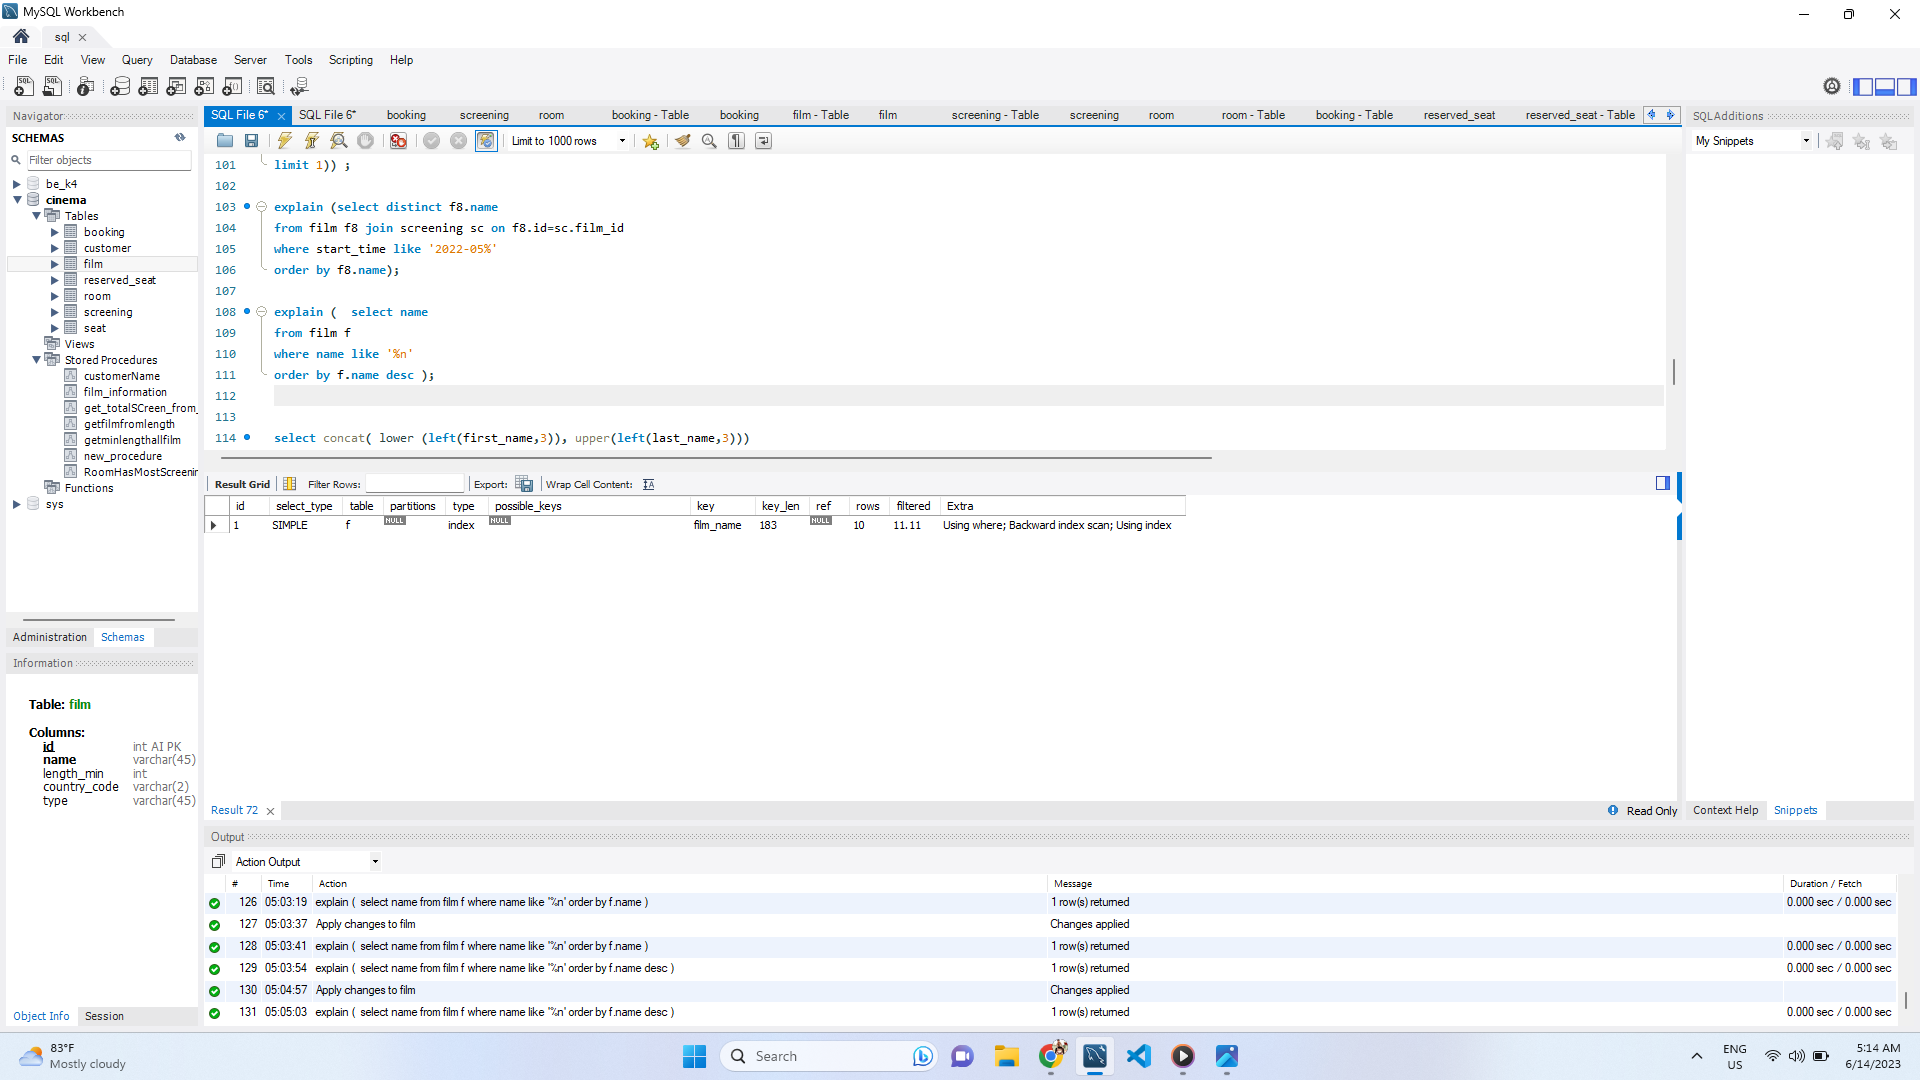 MySQL Workbench
sql
File Edit View Query Database Server Tools Scripting Help
Navigator
SCHEMAS
Filter objects
be_k4
cinema
Tables
booking
customer
film
reserved_seat
room
screening
seat
Views
Stored Procedures
customerName
film_information
get_totalSCreen_from_
getfilmfromlength
getminlengthallfilm
new_procedure
RoomHasMostScreenin
Functions
sys
Administration Schemas
Information
Table: film
Columns:
id int AI PK
name varchar(45)
length_min int
country_code varchar(2)
type varchar(45)
Object Info Session
SQL File 6* SQL File 6* booking screening room booking - Table booking film - Table film screening - Table screening room room - Table booking - Table reserved_seat reserved_seat - Table
Limit to 1000 rows
101 limit 1)) ;
102
103 explain (select distinct f8.name
104 from film f8 join screening sc on f8.id=sc.film_id
105 where start_time like '2022-05%'
106 order by f8.name);
107
108 explain ( select name
109 from film f
110 where name like '%n'
111 order by f.name desc );
112
113
114 select concat( lower (left(first_name,3)), upper(left(last_name,3)))
Result Grid Filter Rows: Export: Wrap Cell Content:
id select_type table partitions type possible_keys key key_len ref rows filtered Extra
1 SIMPLE f NULL index NULL film_name 183 NULL 10 11.11 Using where; Backward index scan; Using index
Result 72 Read Only
Output
Action Output
# Time Action Message Duration / Fetch
126 05:03:19 explain ( select name from film f where name like '%n' order by f.name ) 1 row(s) returned 0.000 sec / 0.000 sec
127 05:03:37 Apply changes to film Changes applied
128 05:03:41 explain ( select name from film f where name like '%n' order by f.name ) 1 row(s) returned 0.000 sec / 0.000 sec
129 05:03:54 explain ( select name from film f where name like '%n' order by f.name desc ) 1 row(s) returned 0.000 sec / 0.000 sec
130 05:04:57 Apply changes to film Changes applied
131 05:05:03 explain ( select name from film f where name like '%n' order by f.name desc ) 1 row(s) returned 0.000 sec / 0.000 sec
SQLAdditions
My Snippets
Context Help Snippets
83°F
Mostly cloudy
Search
ENG
US
5:14 AM
6/14/2023